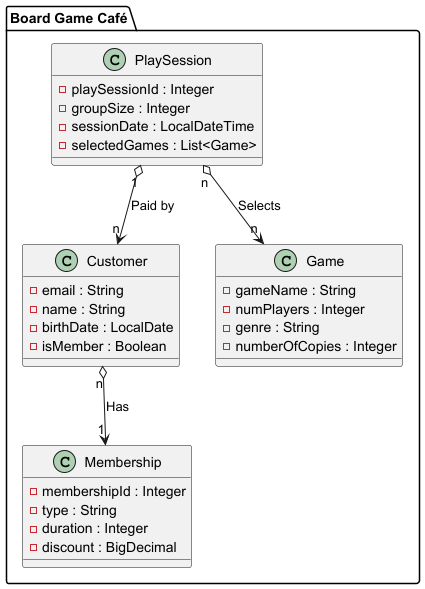 Board Game Café
C PlaySession
playSessionId : Integer
groupSize : Integer
sessionDate : LocalDateTime
selectedGames : List<Game>
1
n
Paid by
Selects
n
n
C Customer
email : String
name : String
birthDate : LocalDate
isMember : Boolean
C Game
gameName : String
numPlayers : Integer
genre : String
numberOfCopies : Integer
n
Has
1
C Membership
membershipId : Integer
type : String
duration : Integer
discount : BigDecimal